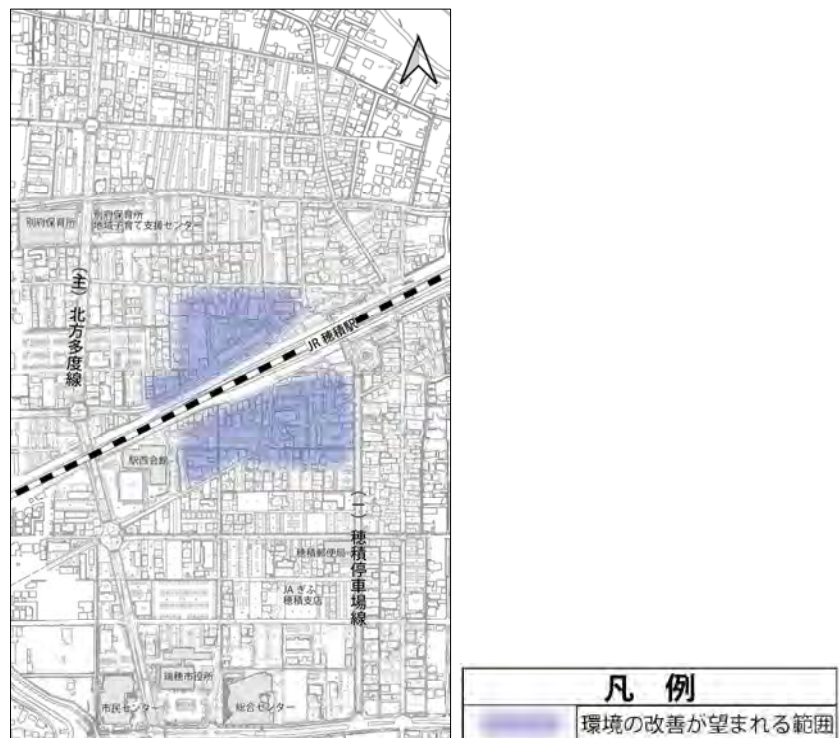 別府保育所
別府保育所
地域子育て支援センター
(主) 北方多度線
JR 穂積駅
駅西会館
(一) 穂積停車場線
穂積郵便局
JA ぎふ
穂積支店
瑞穂市役所
市民センター
総合センター
凡 例
環境の改善が望まれる範囲